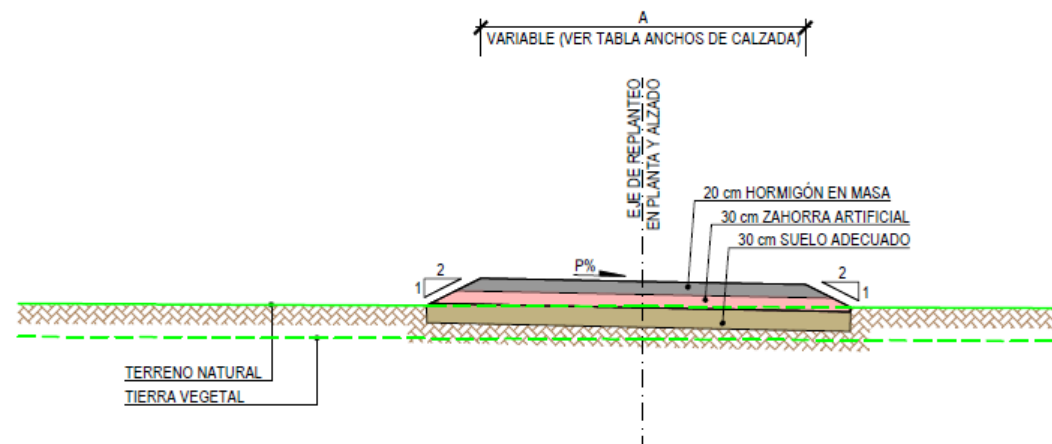 A
VARIABLE (VER TABLA ANCHOS DE CALZADA)
EJE DE REPLANTEO
EN PLANTA Y ALZADO
20 cm HORMIGÓN EN MASA
30 cm ZAHORRA ARTIFICIAL
30 cm SUELO ADECUADO
P%
2
1
2
1
TERRENO NATURAL
TIERRA VEGETAL